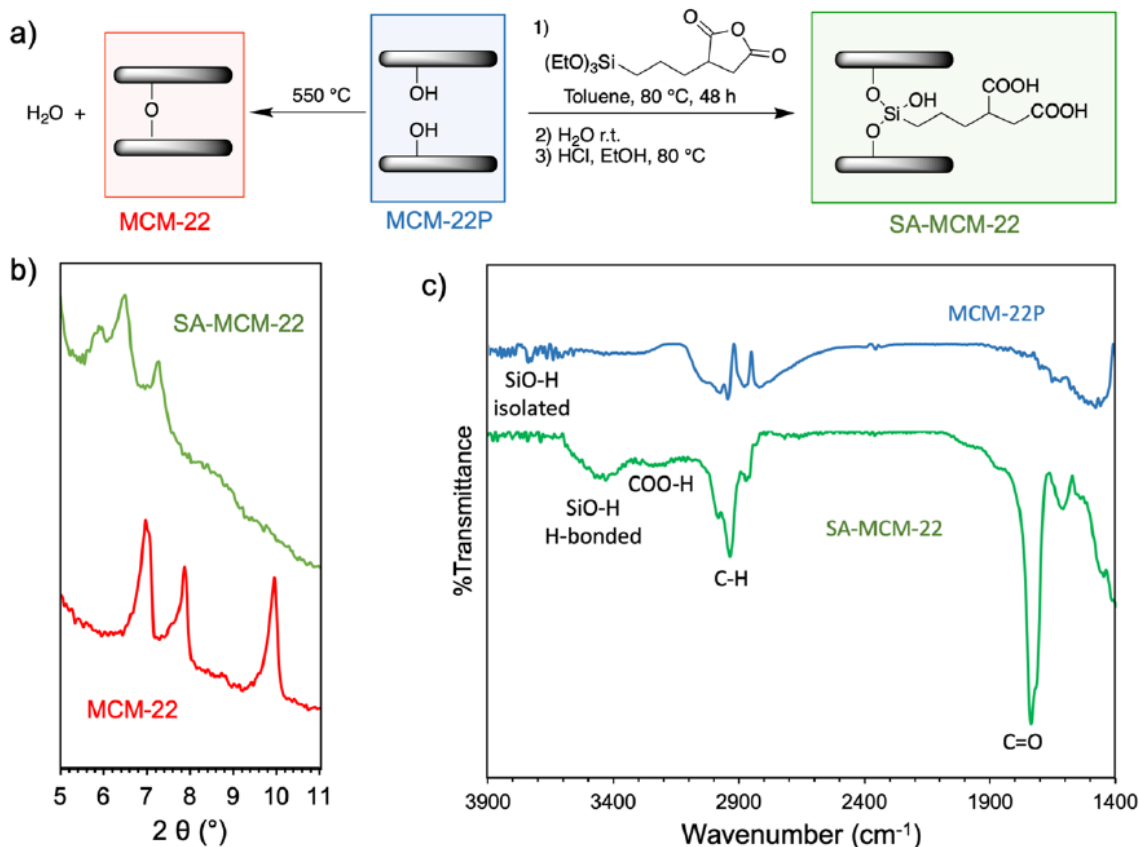 a)
H₂O +
O
MCM-22
550 °C
OH
OH
MCM-22P
1)
(EtO)₃Si
O
O
O
Toluene, 80 °C, 48 h
2) H₂O r.t.
3) HCl, EtOH, 80 °C
O
Si
OH
O
COOH
COOH
SA-MCM-22
b)
SA-MCM-22
MCM-22
5 6 7 8 9 10 11
2 θ (°)
c)
MCM-22P
SiO-H
isolated
SiO-H
H-bonded
COO-H
C-H
SA-MCM-22
C=O
%Transmittance
3900 3400 2900 2400 1900 1400
Wavenumber (cm⁻¹)